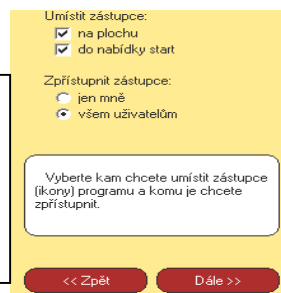 Umístit zástupce:
na plochu
do nabídky start
Zpřístupnit zástupce:
jen mně
všem uživatelům
Vyberte kam chcete umístit zástupce
(ikony) programu a komu je chcete
zpřístupnit.
<< Zpět
Dále >>